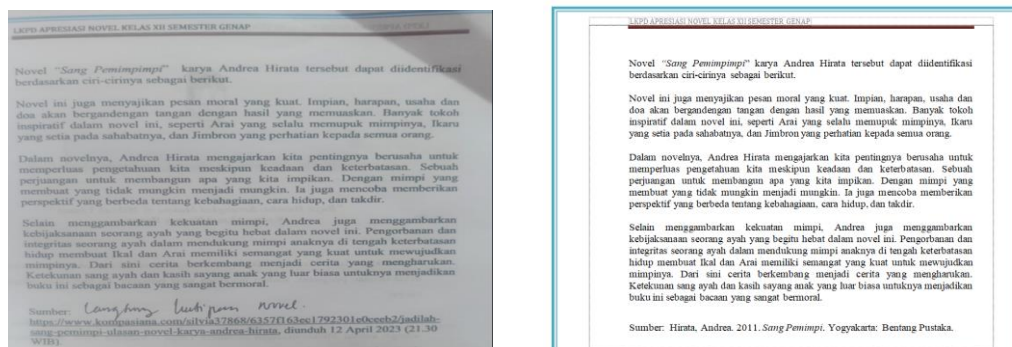 LKPD APRESIASI NOVEL KELAS XII SEMESTER GENAP
Novel "Sang Pemimpimpi" karya Andrea Hirata tersebut dapat diidentifikasi
berdasarkan ciri-cirinya sebagai berikut.
Novel ini juga menyajikan pesan moral yang kuat. Impian, harapan, usaha dan
doa akan bergandengan tangan dengan hasil yang memuaskan. Banyak tokoh
inspiratif dalam novel ini, seperti Arai yang selalu memupuk mimpinya, Ikaru
yang setia pada sahabatnya, dan Jimbron yang perhatian kepada semua orang.
Dalam novelnya, Andrea Hirata mengajarkan kita pentingnya berusaha untuk
memperluas pengetahuan kita meskipun keadaan dan keterbatasan. Sebuah
perjuangan untuk membangun apa yang kita impikan. Dengan mimpi yang
membuat yang tidak mungkin menjadi mungkin. Ia juga mencoba memberikan
perspektif yang berbeda tentang kebahagiaan, cara hidup, dan takdir.
Selain menggambarkan kekuatan mimpi, Andrea juga menggambarkan
kebijaksanaan seorang ayah yang begitu hebat dalam novel ini. Pengorbanan dan
integritas seorang ayah dalam mendukung mimpi anaknya di tengah keterbatasan
hidup membuat Ikal dan Arai memiliki semangat yang kuat untuk mewujudkan
mimpinya. Dari sini cerita berkembang menjadi cerita yang mengharukan.
Ketekunan sang ayah dan kasih sayang anak yang luar biasa untuknya menjadikan
buku ini sebagai bacaan yang sangat bermoral.
Sumber: Langsung kutipan novel.
https://www.kompasiana.com/silvia37868/6357f163ec1792301e0ceeb2/jadilah-
sang-pemimpi-ulasan-novel-karya-andrea-hirata, diunduh 12 April 2023 (21.30
WIB).
LKPD APRESIASI NOVEL KELAS XII SEMESTER GENAP
Novel "Sang Pemimpimpi" karya Andrea Hirata tersebut dapat diidentifikasi
berdasarkan ciri-cirinya sebagai berikut.
Novel ini juga menyajikan pesan moral yang kuat. Impian, harapan, usaha dan
doa akan bergandengan tangan dengan hasil yang memuaskan. Banyak tokoh
inspiratif dalam novel ini, seperti Arai yang selalu memupuk mimpinya, Ikaru
yang setia pada sahabatnya, dan Jimbron yang perhatian kepada semua orang.
Dalam novelnya, Andrea Hirata mengajarkan kita pentingnya berusaha untuk
memperluas pengetahuan kita meskipun keadaan dan keterbatasan. Sebuah
perjuangan untuk membangun apa yang kita impikan. Dengan mimpi yang
membuat yang tidak mungkin menjadi mungkin. Ia juga mencoba memberikan
perspektif yang berbeda tentang kebahagiaan, cara hidup, dan takdir.
Selain menggambarkan kekuatan mimpi, Andrea juga menggambarkan
kebijaksanaan seorang ayah yang begitu hebat dalam novel ini. Pengorbanan dan
integritas seorang ayah dalam mendukung mimpi anaknya di tengah keterbatasan
hidup membuat Ikal dan Arai memiliki semangat yang kuat untuk mewujudkan
mimpinya. Dari sini cerita berkembang menjadi cerita yang mengharukan.
Ketekunan sang ayah dan kasih sayang anak yang luar biasa untuknya menjadikan
buku ini sebagai bacaan yang sangat bermoral.
Sumber: Hirata, Andrea. 2011. Sang Pemimpi. Yogyakarta: Bentang Pustaka.